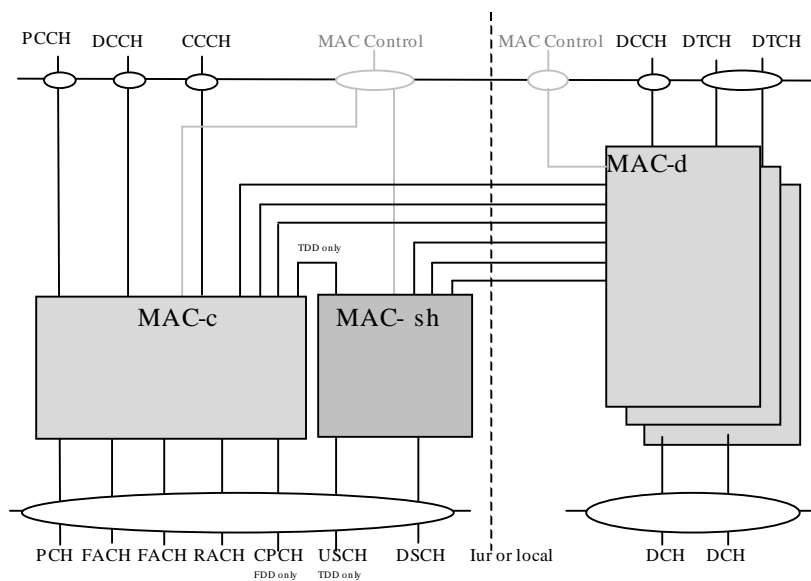 PCCH DCCH CCCH MAC Control MAC Control DCCH DTCH DTCH
MAC-d
TDD only
MAC-c MAC- sh
PCH FACH FACH RACH CPCH USCH DSCH Iur or local DCH DCH
FDD only TDD only